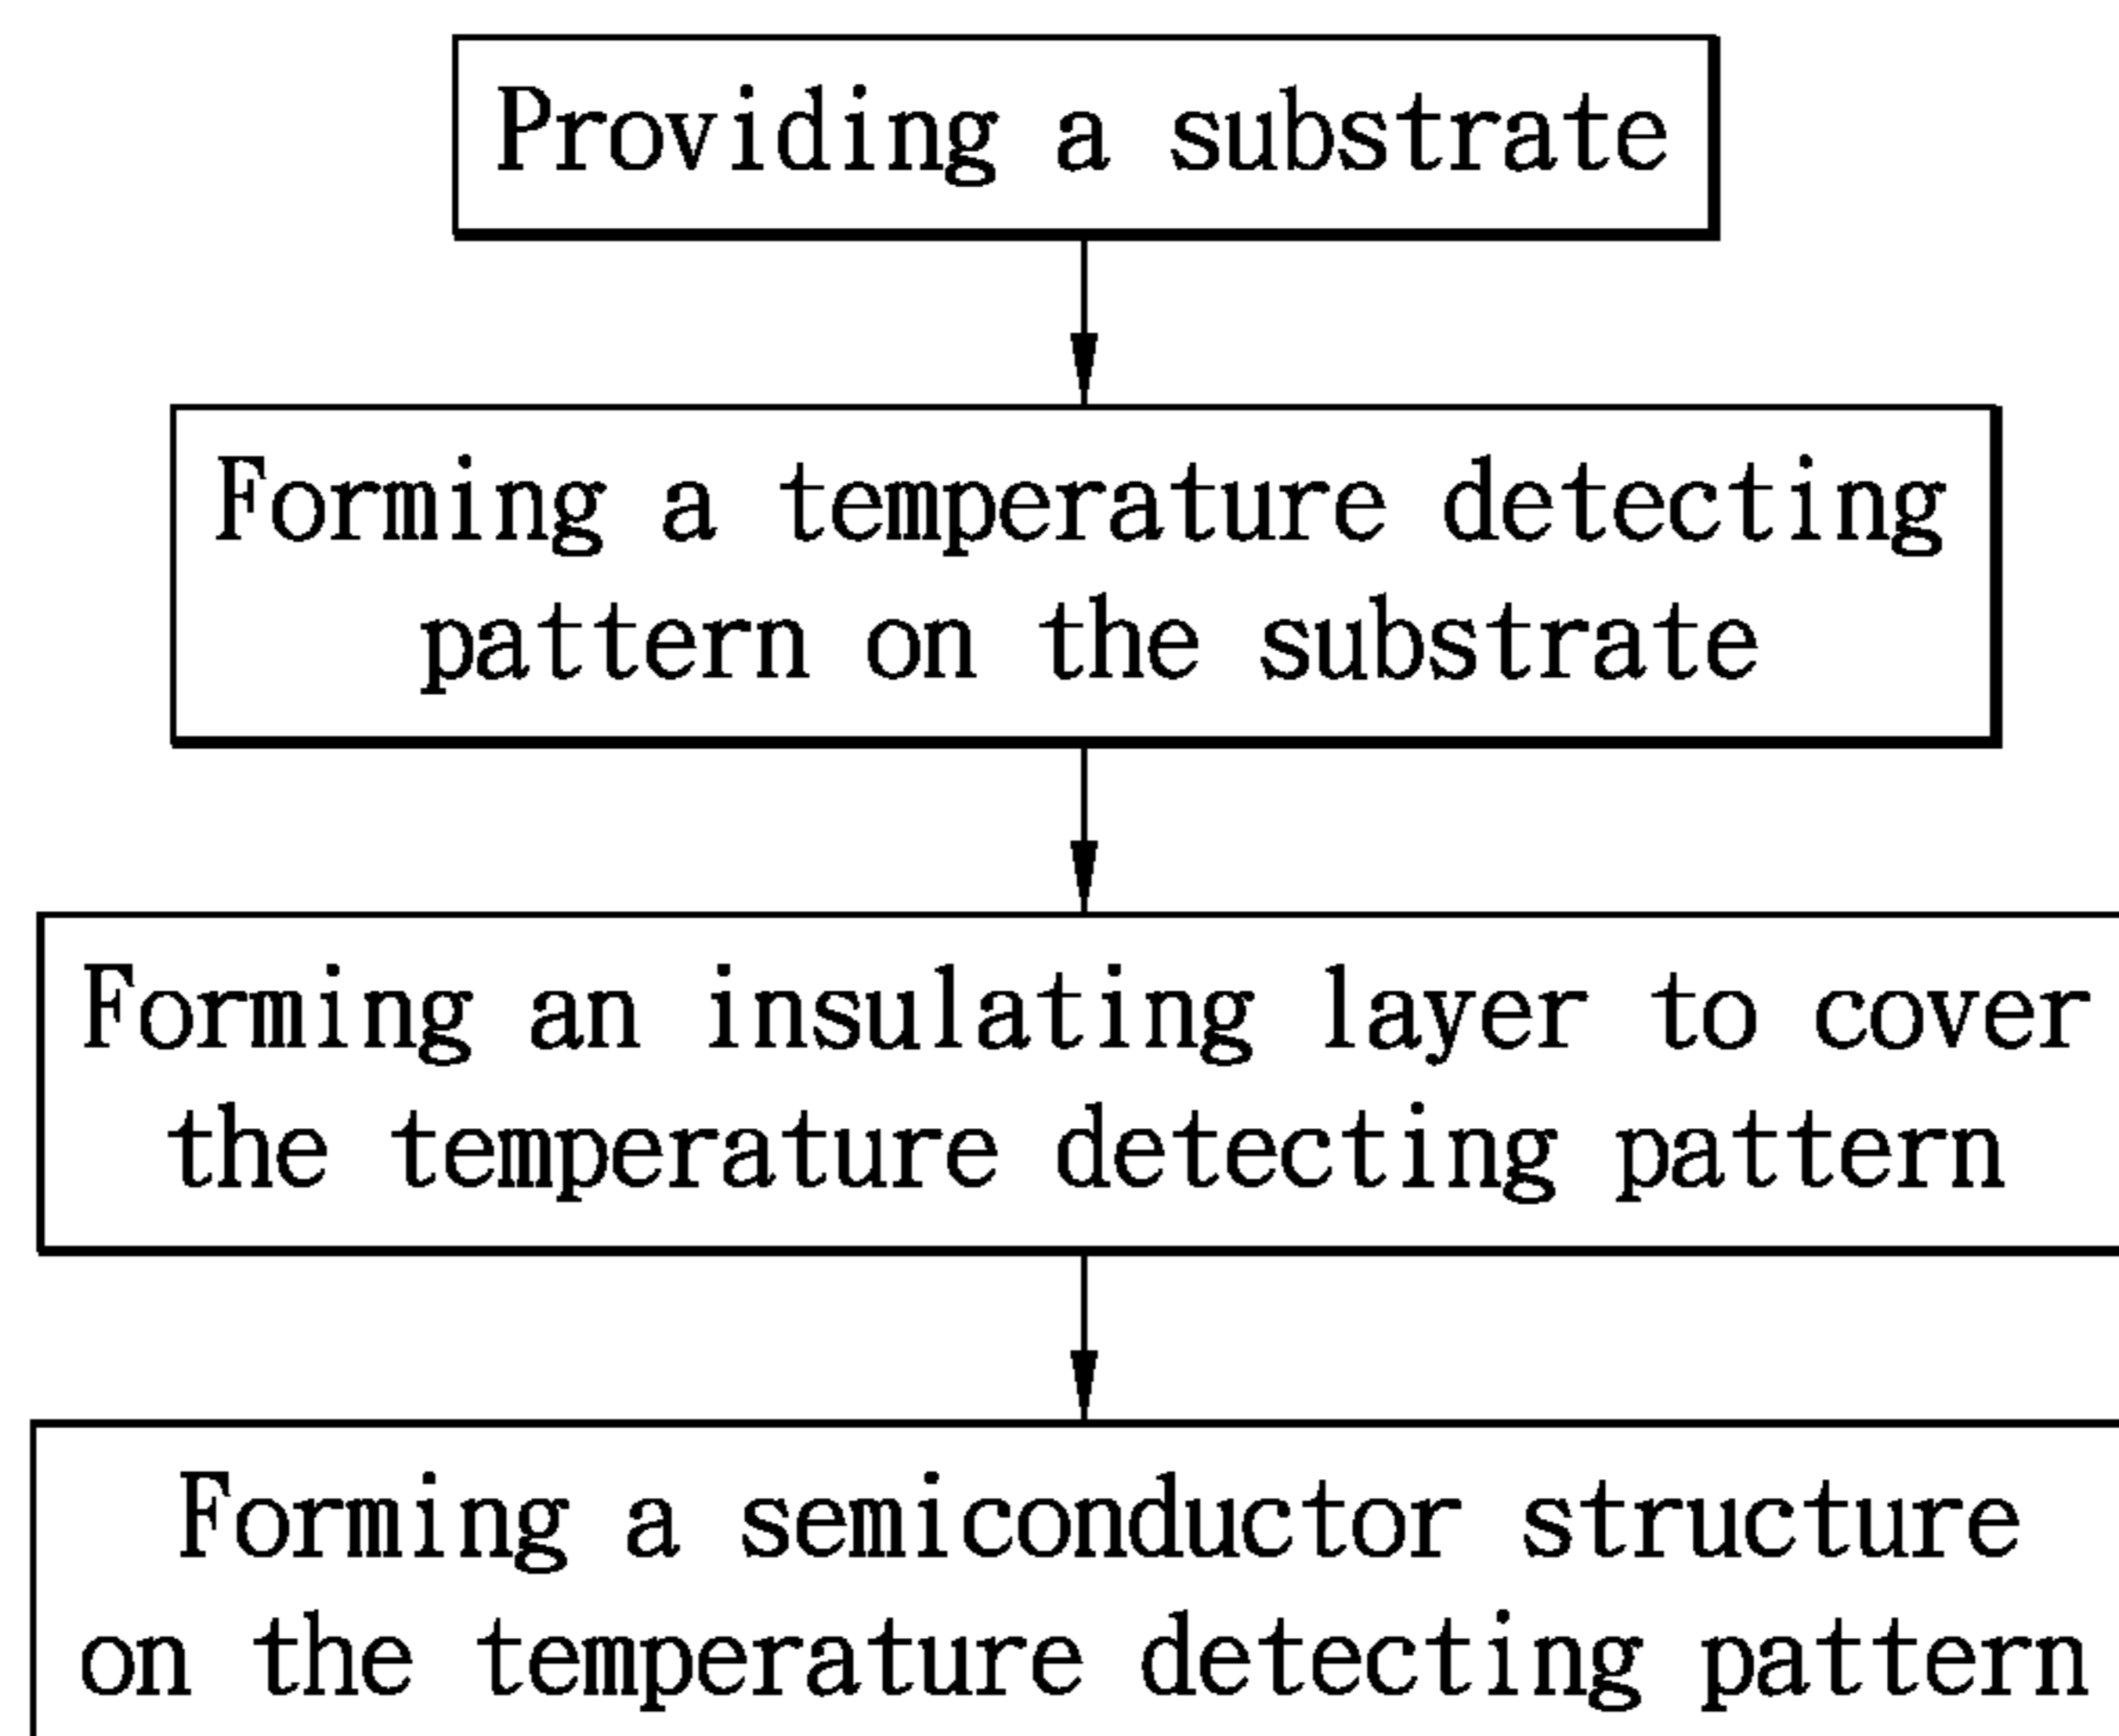 Providing a substrate
Forming a temperature detecting
pattern on the substrate
Forming an insulating layer to cover
the temperature detecting pattern
Forming a semiconductor structure
on the temperature detecting pattern